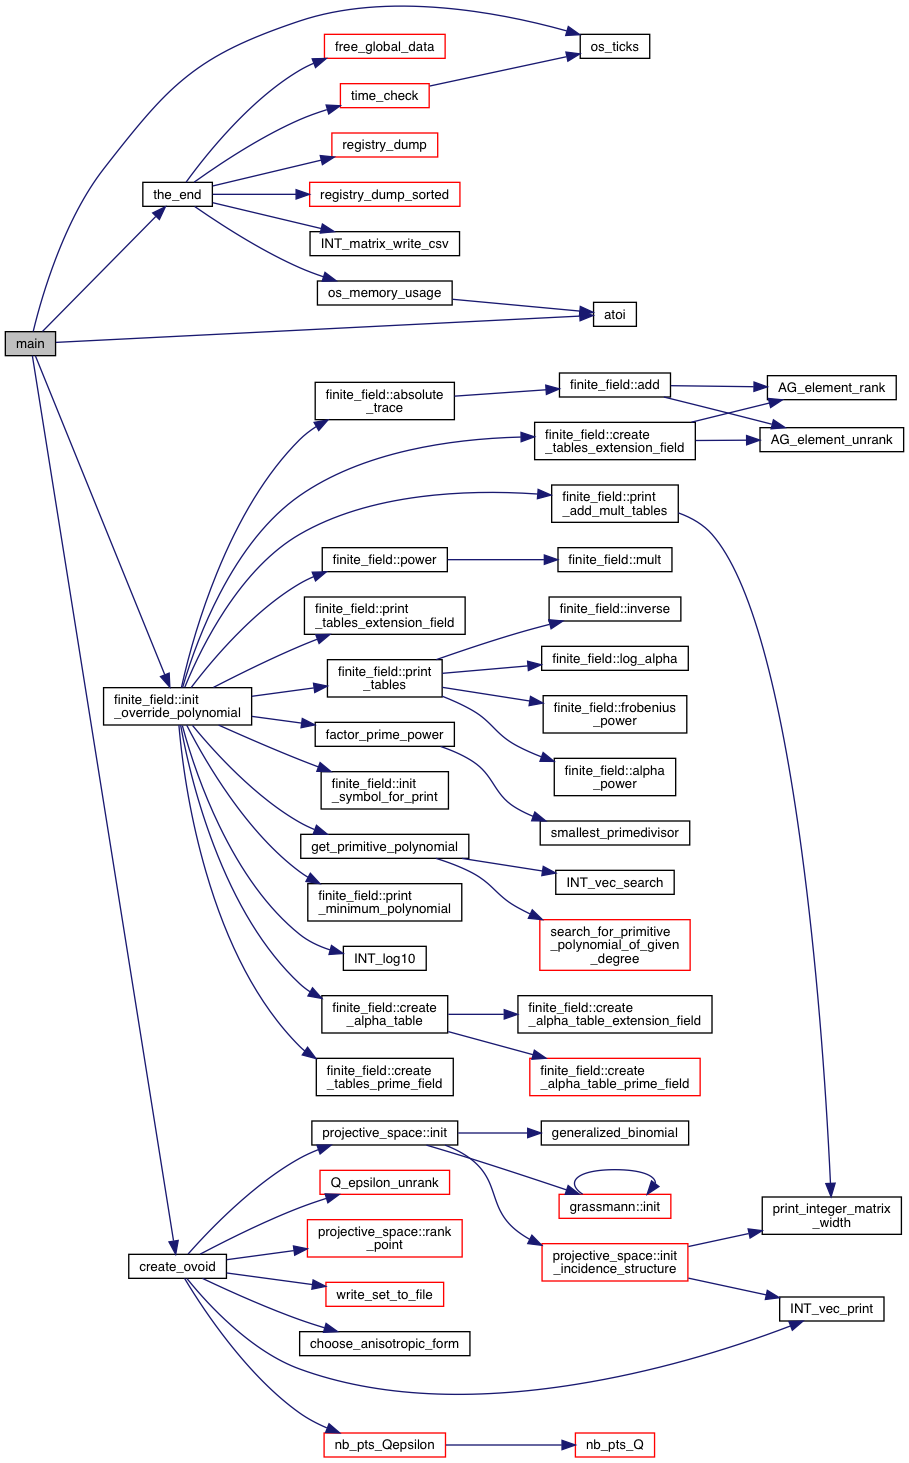 os_ticks
free_global_data
time_check
registry_dump
the_end
registry_dump_sorted
INT_matrix_write_csv
os_memory_usage
atoi
main
finite_field::absolute
_trace
finite_field::add
AG_element_rank
finite_field::create
_tables_extension_field
AG_element_unrank
finite_field::print
_add_mult_tables
finite_field::power
finite_field::mult
finite_field::print
_tables_extension_field
finite_field::inverse
finite_field::print
_tables
finite_field::log_alpha
finite_field::init
_override_polynomial
finite_field::frobenius
_power
factor_prime_power
finite_field::alpha
_power
finite_field::init
_symbol_for_print
smallest_primedivisor
get_primitive_polynomial
INT_vec_search
finite_field::print
_minimum_polynomial
search_for_primitive
_polynomial_of_given
_degree
INT_log10
finite_field::create
_alpha_table
finite_field::create
_alpha_table_extension_field
finite_field::create
_tables_prime_field
finite_field::create
_alpha_table_prime_field
projective_space::init
generalized_binomial
Q_epsilon_unrank
grassmann::init
print_integer_matrix
_width
projective_space::rank
_point
projective_space::init
_incidence_structure
create_ovoid
write_set_to_file
INT_vec_print
choose_anisotropic_form
nb_pts_Qepsilon
nb_pts_Q